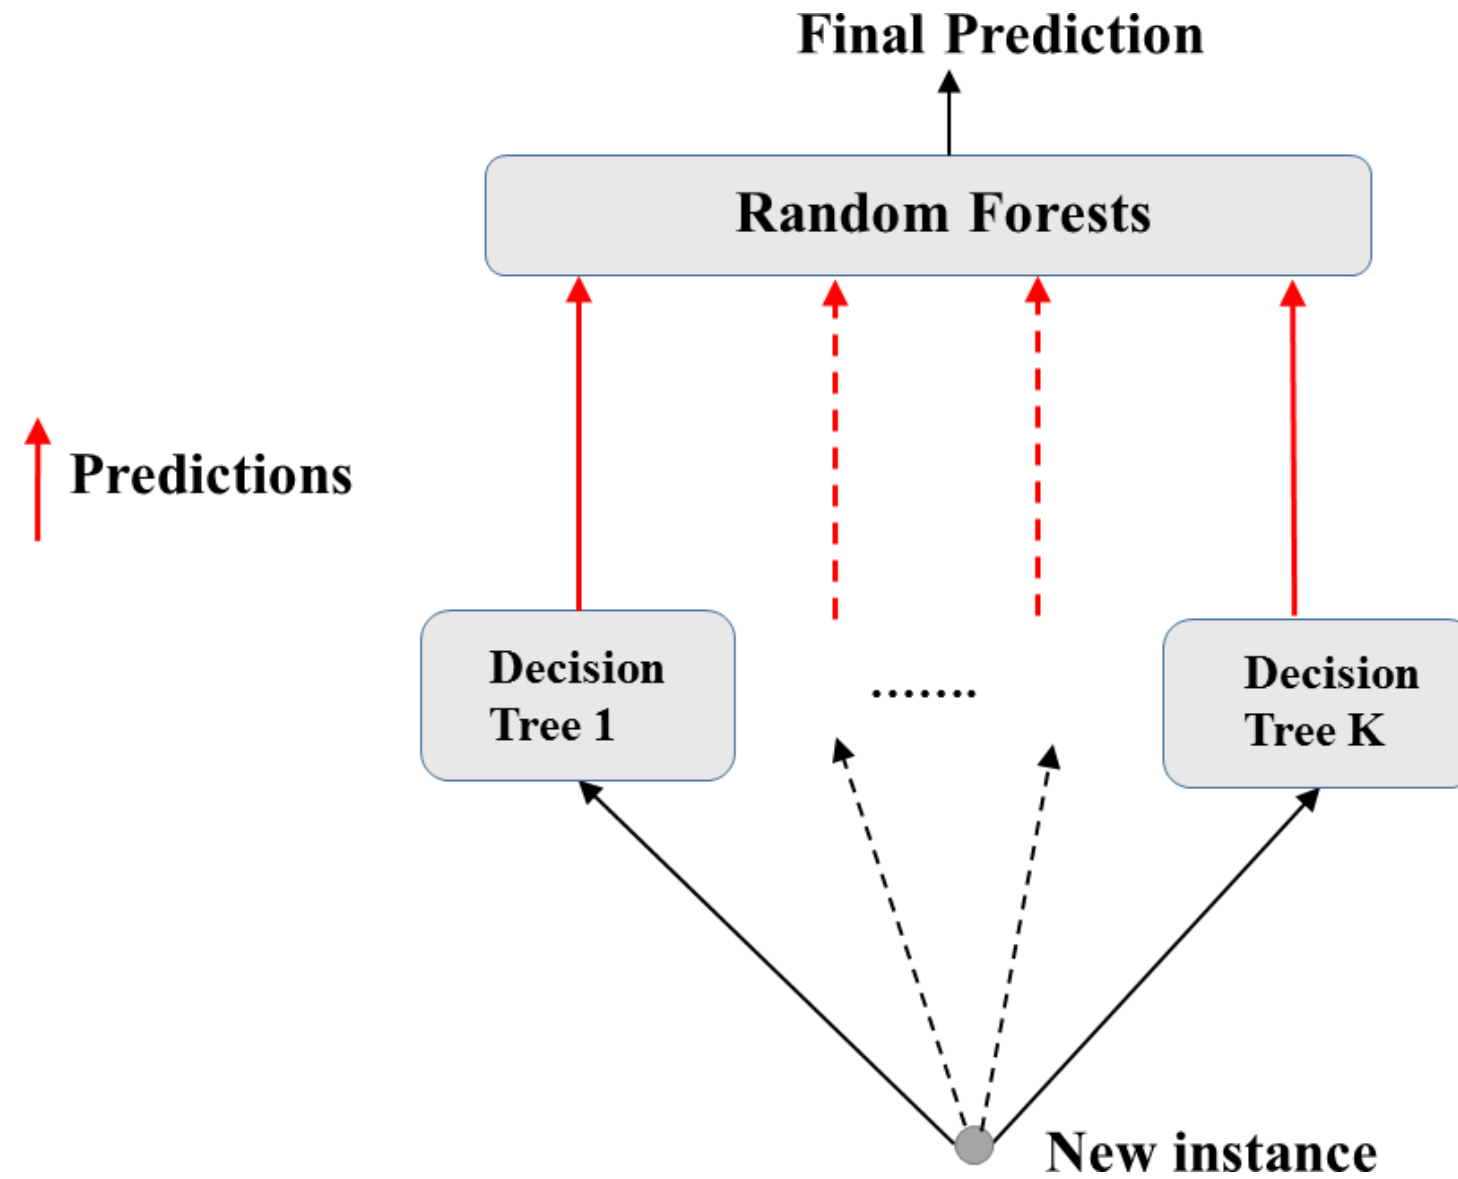 Final Prediction
Random Forests
Predictions
Decision
Tree 1
.......
Decision
Tree K
New instance